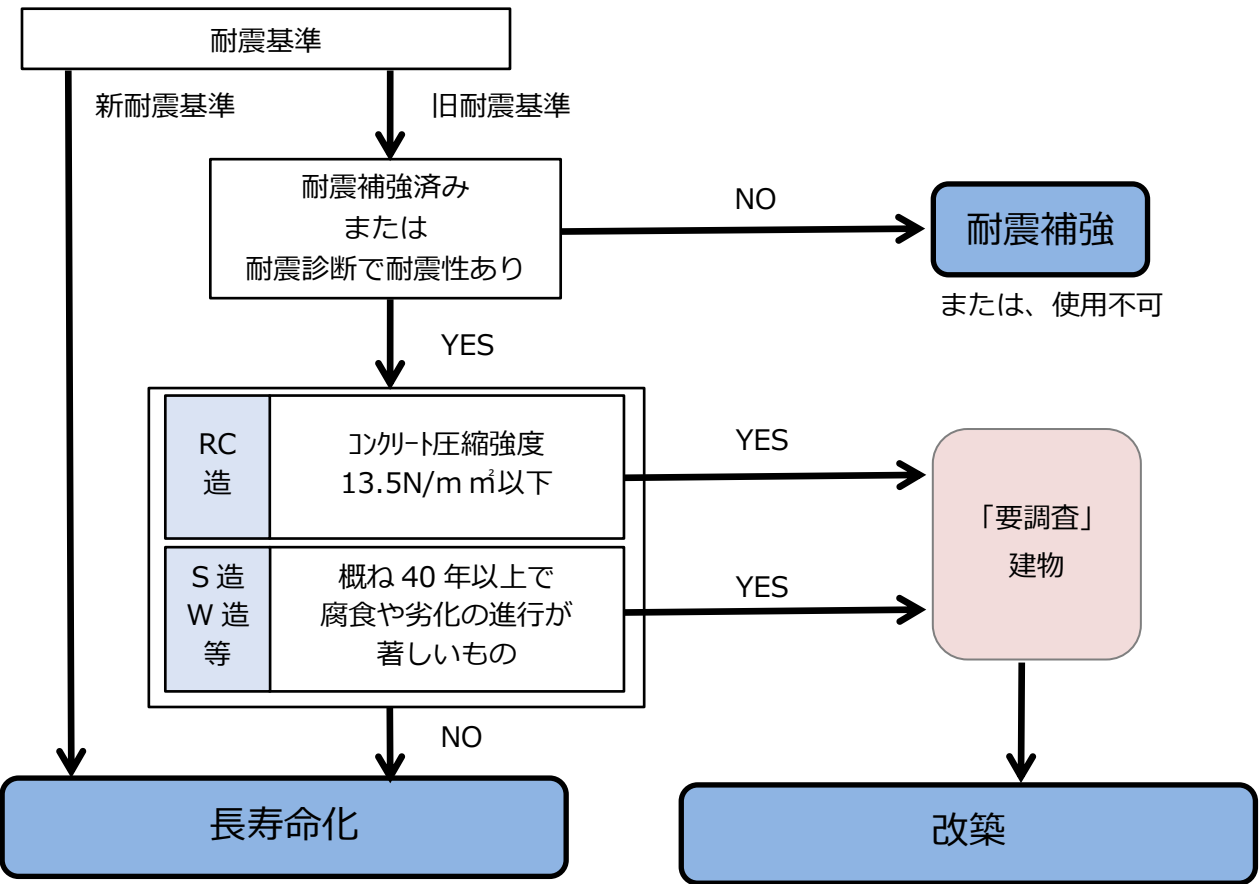 耐震基準
新耐震基準
旧耐震基準
耐震補強済み
または
耐震診断で耐震性あり
NO
耐震補強
または、使用不可
YES
RC
造
ｺﾝｸﾘｰﾄ圧縮強度
13.5N/m㎡以下
YES
「要調査」
建物
S造
W造
等
概ね40年以上で
腐食や劣化の進行が
著しいもの
YES
NO
長寿命化
改築